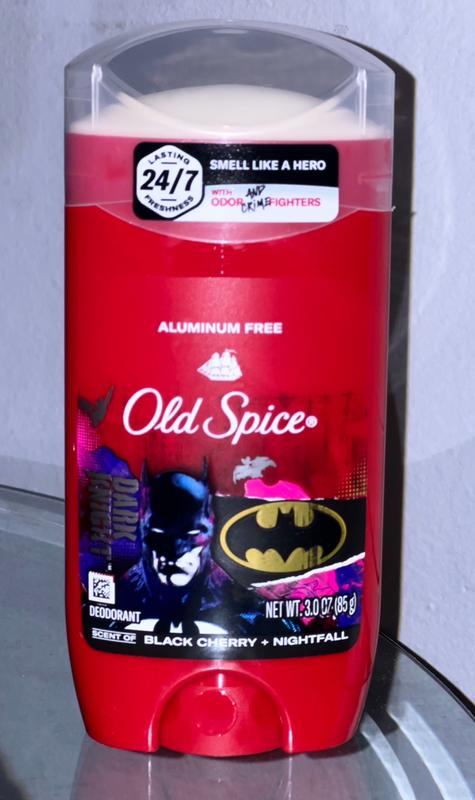 LASTING
24/7
FRESHNESS
SMELL LIKE A HERO
WITH AND
ODOR CRIME FIGHTERS
ALUMINUM FREE
Old Spice®
DARK
KNIGHT
DEODORANT
NET WT. 3.0 OZ (85 g)
SCENT OF BLACK CHERRY + NIGHTFALL